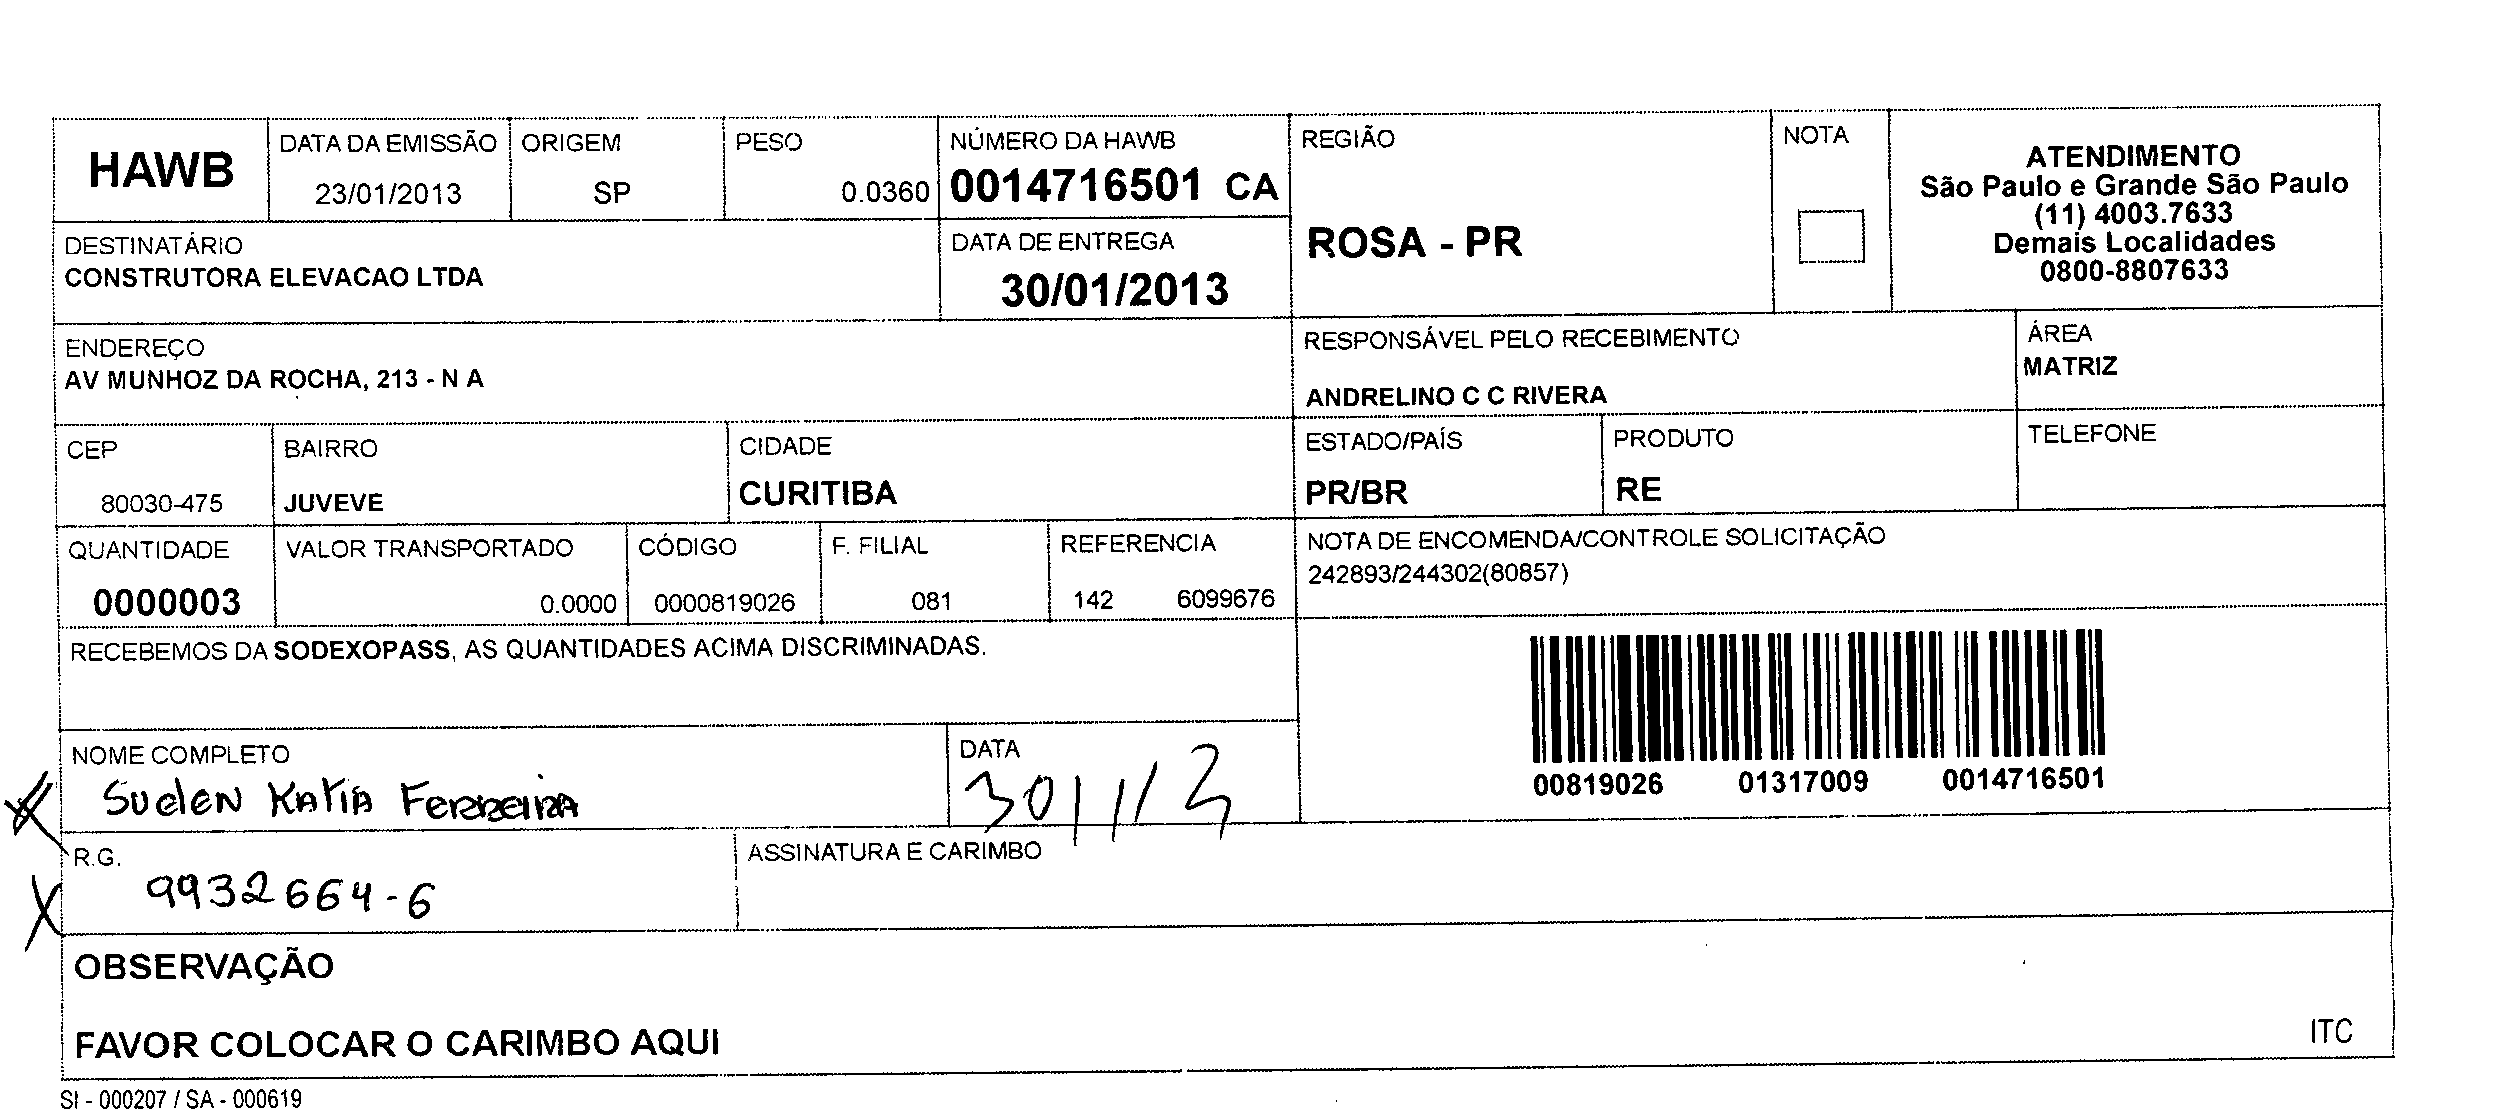 HAWB
DATA DA EMISSÃO
23/01/2013
ORIGEM
SP
PESO
0.0360
NÚMERO DA HAWB
0014716501 CA
REGIÃO
ROSA - PR
NOTA
ATENDIMENTO
São Paulo e Grande São Paulo
(11) 4003.7633
Demais Localidades
0800-8807633
DESTINATÁRIO
CONSTRUTORA ELEVACAO LTDA
DATA DE ENTREGA
30/01/2013
ENDEREÇO
AV MUNHOZ DA ROCHA, 213 - N A
RESPONSÁVEL PELO RECEBIMENTO
ANDRELINO C C RIVERA
ÁREA
MATRIZ
CEP
80030-475
BAIRRO
JUVEVE
CIDADE
CURITIBA
ESTADO/PAÍS
PR/BR
PRODUTO
RE
TELEFONE
QUANTIDADE
0000003
VALOR TRANSPORTADO
0.0000
CÓDIGO
0000819026
F. FILIAL
081
REFERENCIA
142 6099676
NOTA DE ENCOMENDA/CONTROLE SOLICITAÇÃO
242893/244302(80857)
RECEBEMOS DA SODEXOPASS, AS QUANTIDADES ACIMA DISCRIMINADAS.
00819026 01317009 0014716501
NOME COMPLETO
Suelen Katia Ferreira
DATA
30/1/13
R.G.
9932664-6
ASSINATURA E CARIMBO
OBSERVAÇÃO
FAVOR COLOCAR O CARIMBO AQUI
ITC
SI - 000207 / SA - 000619